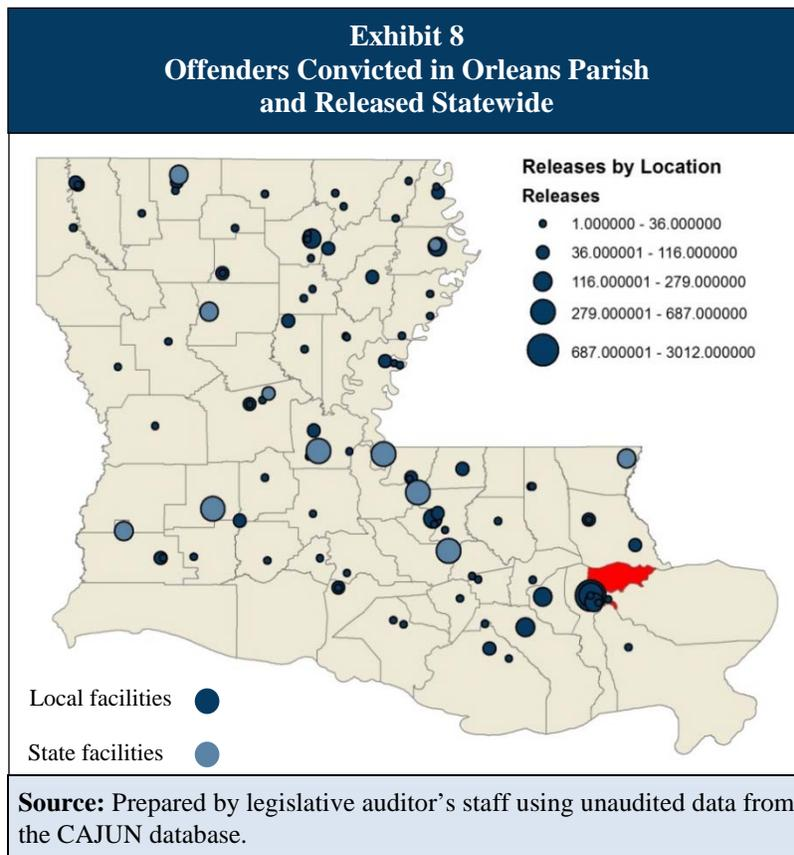 Exhibit 8
Offenders Convicted in Orleans Parish
and Released Statewide
Releases by Location
Releases
1.000000 - 36.000000
36.000001 - 116.000000
116.000001 - 279.000000
279.000001 - 687.000000
687.000001 - 3012.000000
Local facilities
State facilities
Source: Prepared by legislative auditor's staff using unaudited data from
the CAJUN database.